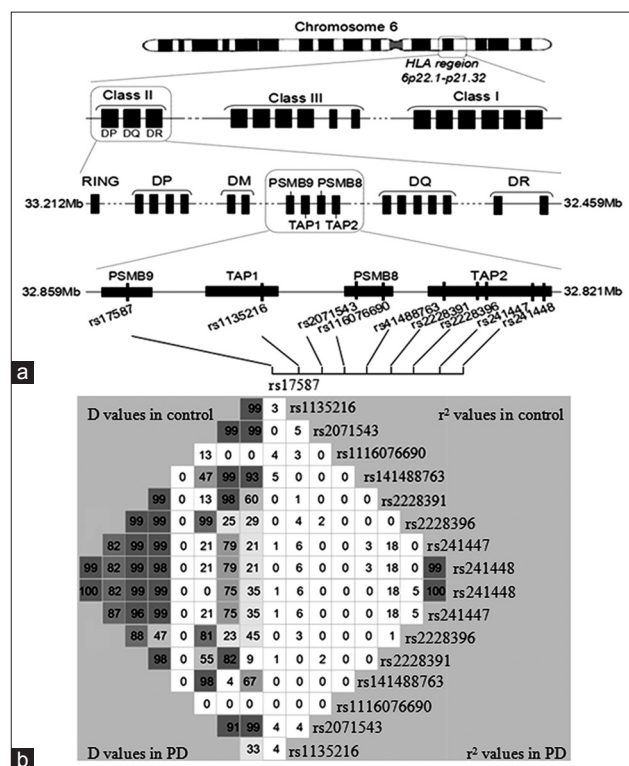 Chromosome 6
HLA regeion
6p22.1-p21.32
Class II
Class III
Class I
DP DQ DR
RING DP DM PSMB9 PSMB8 DQ DR
33.212Mb 32.459Mb
TAP1 TAP2
PSMB9 TAP1 PSMB8 TAP2
32.859Mb 32.821Mb
rs17587 rs1135216 rs2071543 rs116076690 rs41488763 rs2228391 rs2228396 rs241447 rs241448
a
rs17587
D values in control r² values in control
99 3 rs1135216
99 99 0 5 rs2071543
13 0 0 4 3 0 rs1116076690
0 47 99 93 5 0 0 0 rs141488763
99 0 13 98 60 0 1 0 0 0 rs2228391
99 99 0 99 25 29 0 4 2 0 0 0 rs2228396
82 99 99 0 21 79 21 1 6 0 0 3 18 0 rs241447
99 82 99 98 0 21 79 21 0 6 0 0 3 18 0 99 rs241448
100 82 99 99 0 0 75 35 1 6 0 0 0 18 5 100 rs241448
87 96 99 0 21 75 35 1 6 0 0 0 18 5 rs241447
88 47 0 81 23 45 0 3 0 0 0 1 rs2228396
98 0 55 82 9 1 0 2 0 0 rs2228391
0 98 4 67 0 0 0 0 rs141488763
0 0 0 0 0 0 rs1116076690
91 99 4 4 rs2071543
33 4 rs1135216
D values in PD r² values in PD
b